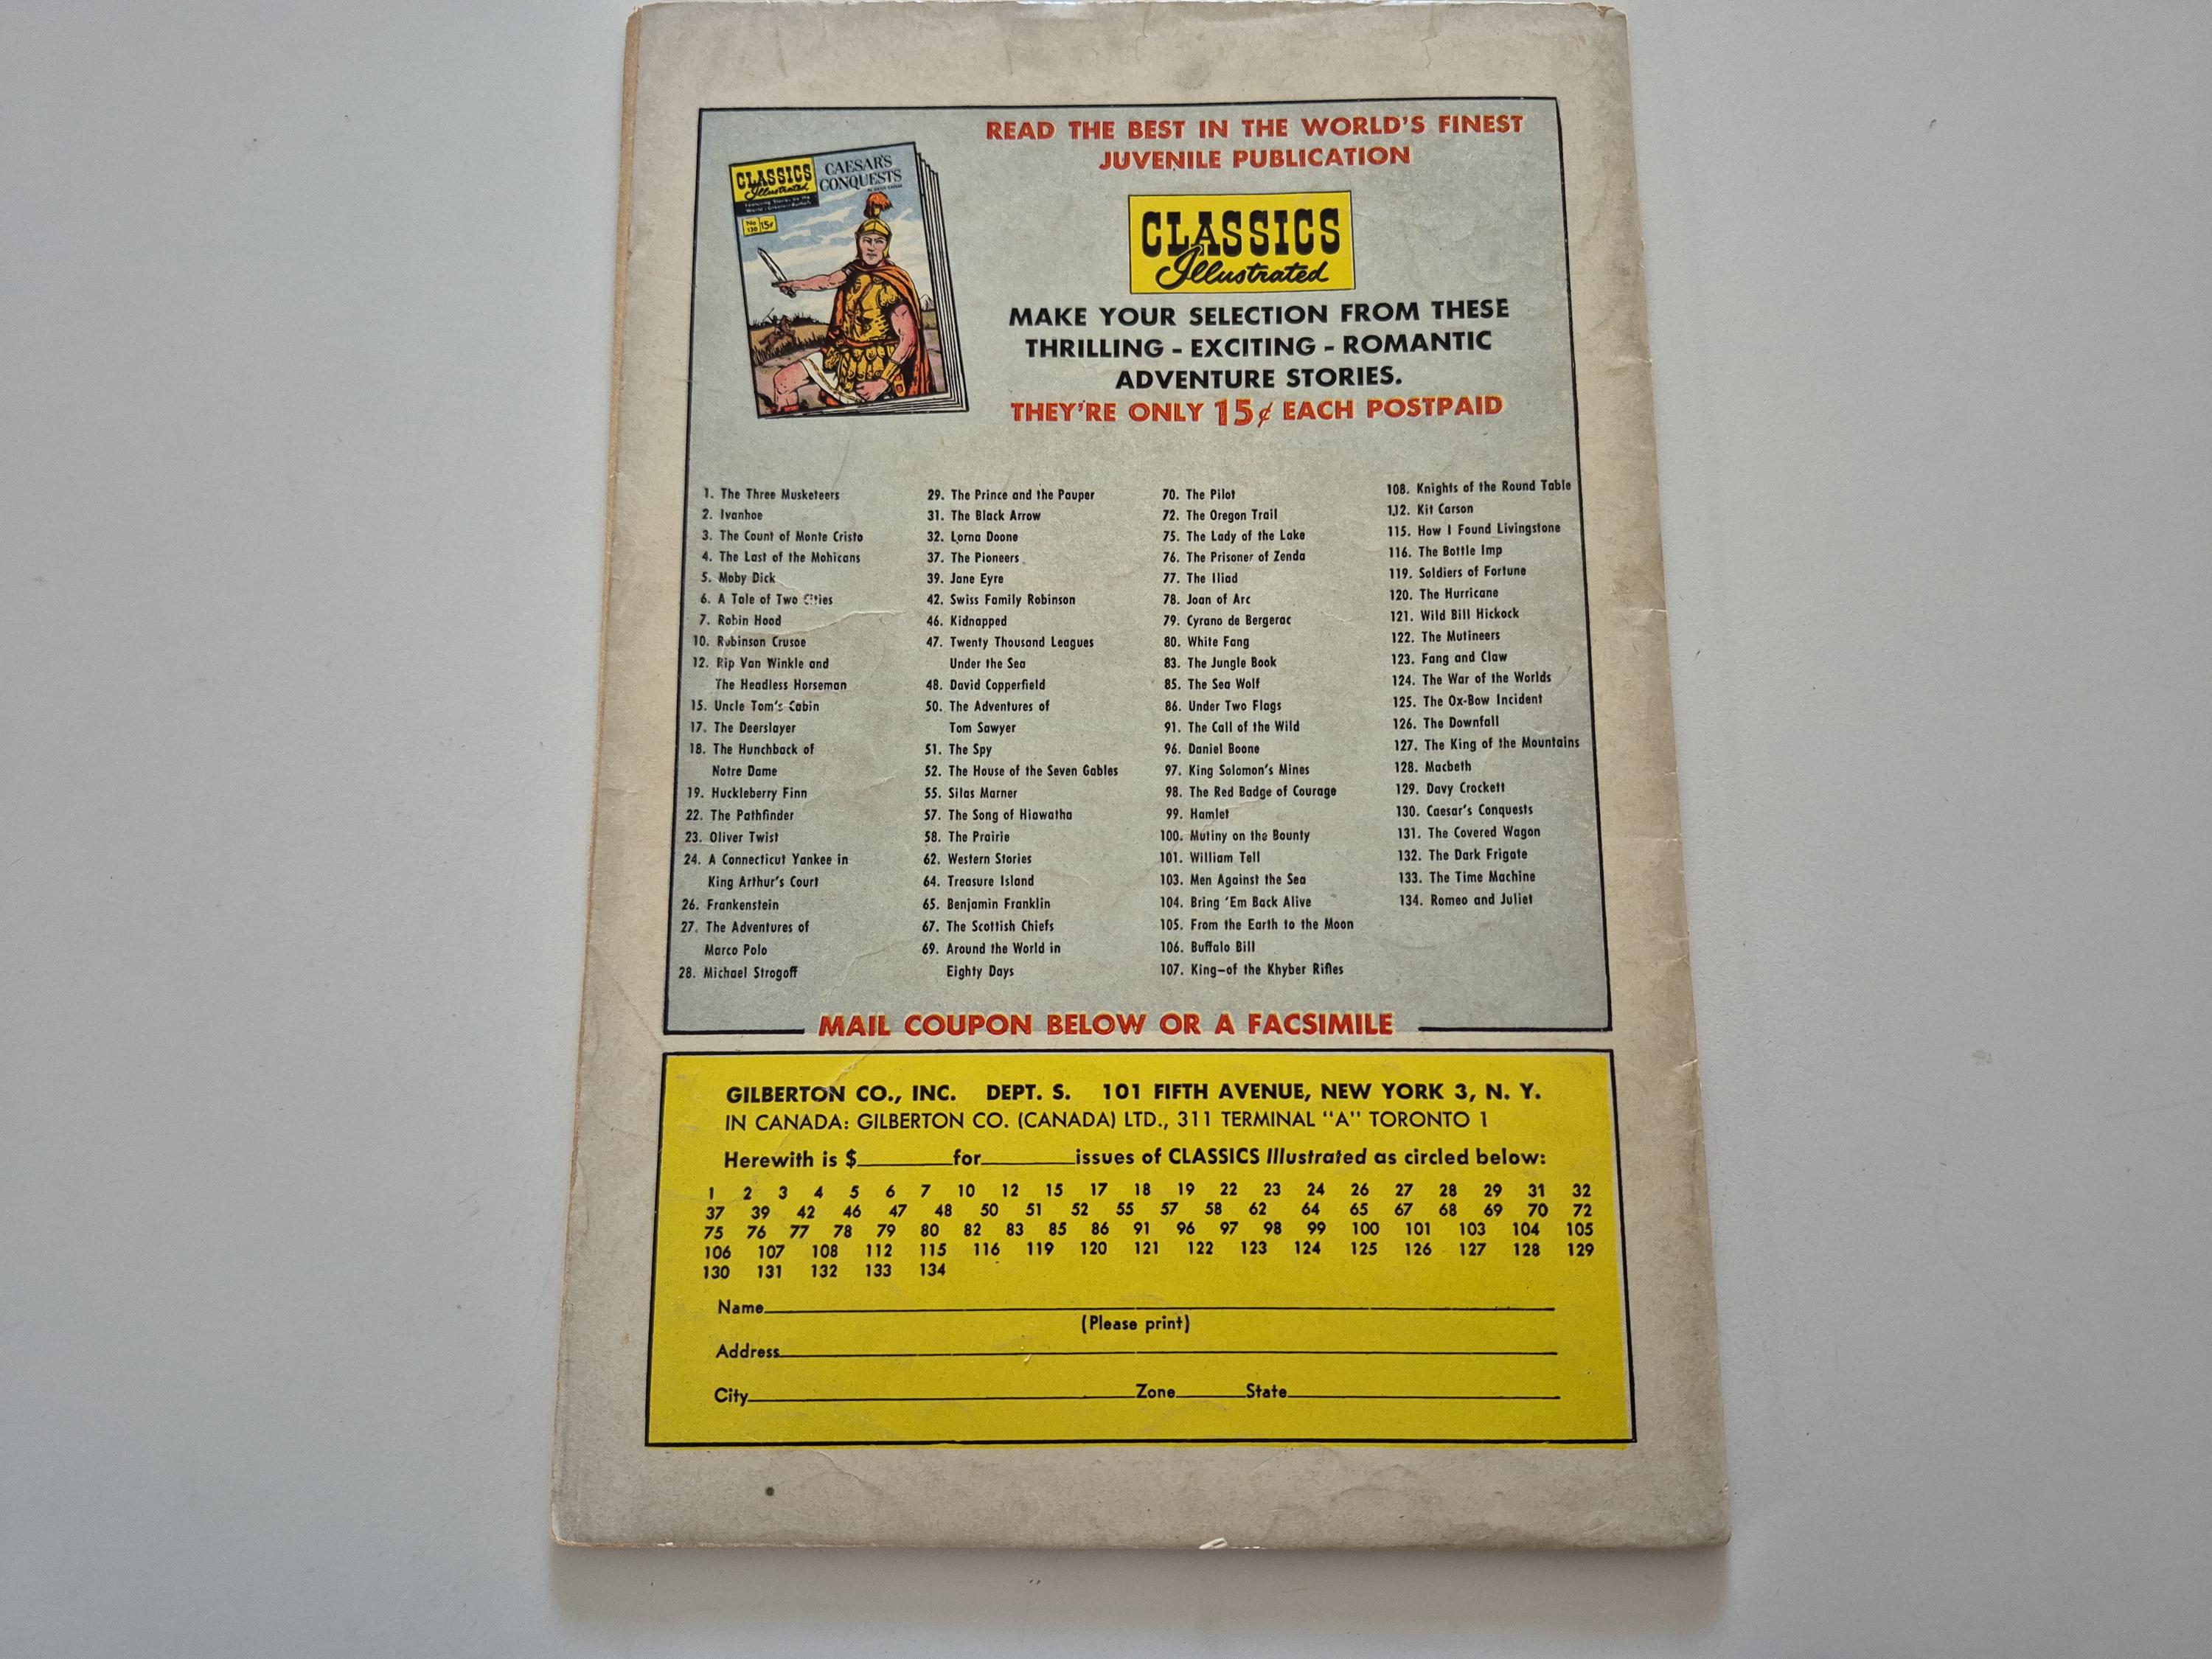 READ THE BEST IN THE WORLD'S FINEST
JUVENILE PUBLICATION
CLASSICS
Illustrated
CAESAR'S
CONQUESTS
No
130
15¢
CLASSICS
Illustrated
MAKE YOUR SELECTION FROM THESE
THRILLING - EXCITING - ROMANTIC
ADVENTURE STORIES.
THEY'RE ONLY 15¢ EACH POSTPAID
1. The Three Musketeers
2. Ivanhoe
3. The Count of Monte Cristo
4. The Last of the Mohicans
5. Moby Dick
6. A Tale of Two Cities
7. Robin Hood
10. Robinson Crusoe
12. Rip Van Winkle and
The Headless Horseman
15. Uncle Tom's Cabin
17. The Deerslayer
18. The Hunchback of
Notre Dame
19. Huckleberry Finn
22. The Pathfinder
23. Oliver Twist
24. A Connecticut Yankee in
King Arthur's Court
26. Frankenstein
27. The Adventures of
Marco Polo
28. Michael Strogoff
29. The Prince and the Pauper
31. The Black Arrow
32. Lorna Doone
37. The Pioneers
39. Jane Eyre
42. Swiss Family Robinson
46. Kidnapped
47. Twenty Thousand Leagues
Under the Sea
48. David Copperfield
50. The Adventures of
Tom Sawyer
51. The Spy
52. The House of the Seven Gables
55. Silas Marner
57. The Song of Hiawatha
58. The Prairie
62. Western Stories
64. Treasure Island
65. Benjamin Franklin
67. The Scottish Chiefs
69. Around the World in
Eighty Days
70. The Pilot
72. The Oregon Trail
75. The Lady of the Lake
76. The Prisoner of Zenda
77. The Iliad
78. Joan of Arc
79. Cyrano de Bergerac
80. White Fang
83. The Jungle Book
85. The Sea Wolf
86. Under Two Flags
91. The Call of the Wild
96. Daniel Boone
97. King Solomon's Mines
98. The Red Badge of Courage
99. Hamlet
100. Mutiny on the Bounty
101. William Tell
103. Men Against the Sea
104. Bring 'Em Back Alive
105. From the Earth to the Moon
106. Buffalo Bill
107. King—of the Khyber Rifles
108. Knights of the Round Table
112. Kit Carson
115. How I Found Livingstone
116. The Bottle Imp
119. Soldiers of Fortune
120. The Hurricane
121. Wild Bill Hickock
122. The Mutineers
123. Fang and Claw
124. The War of the Worlds
125. The Ox-Bow Incident
126. The Downfall
127. The King of the Mountains
128. Macbeth
129. Davy Crockett
130. Caesar's Conquests
131. The Covered Wagon
132. The Dark Frigate
133. The Time Machine
134. Romeo and Juliet
MAIL COUPON BELOW OR A FACSIMILE
GILBERTON CO., INC. DEPT. S. 101 FIFTH AVENUE, NEW YORK 3, N. Y.
IN CANADA: GILBERTON CO. (CANADA) LTD., 311 TERMINAL "A" TORONTO 1
Herewith is $ for issues of CLASSICS Illustrated as circled below:
1 2 3 4 5 6 7 10 12 15 17 18 19 22 23 24 26 27 28 29 31 32
37 39 42 46 47 48 50 51 52 55 57 58 62 64 65 67 68 69 70 72
75 76 77 78 79 80 82 83 85 86 91 96 97 98 99 100 101 103 104 105
106 107 108 112 115 116 119 120 121 122 123 124 125 126 127 128 129
130 131 132 133 134
Name
(Please print)
Address
City Zone State